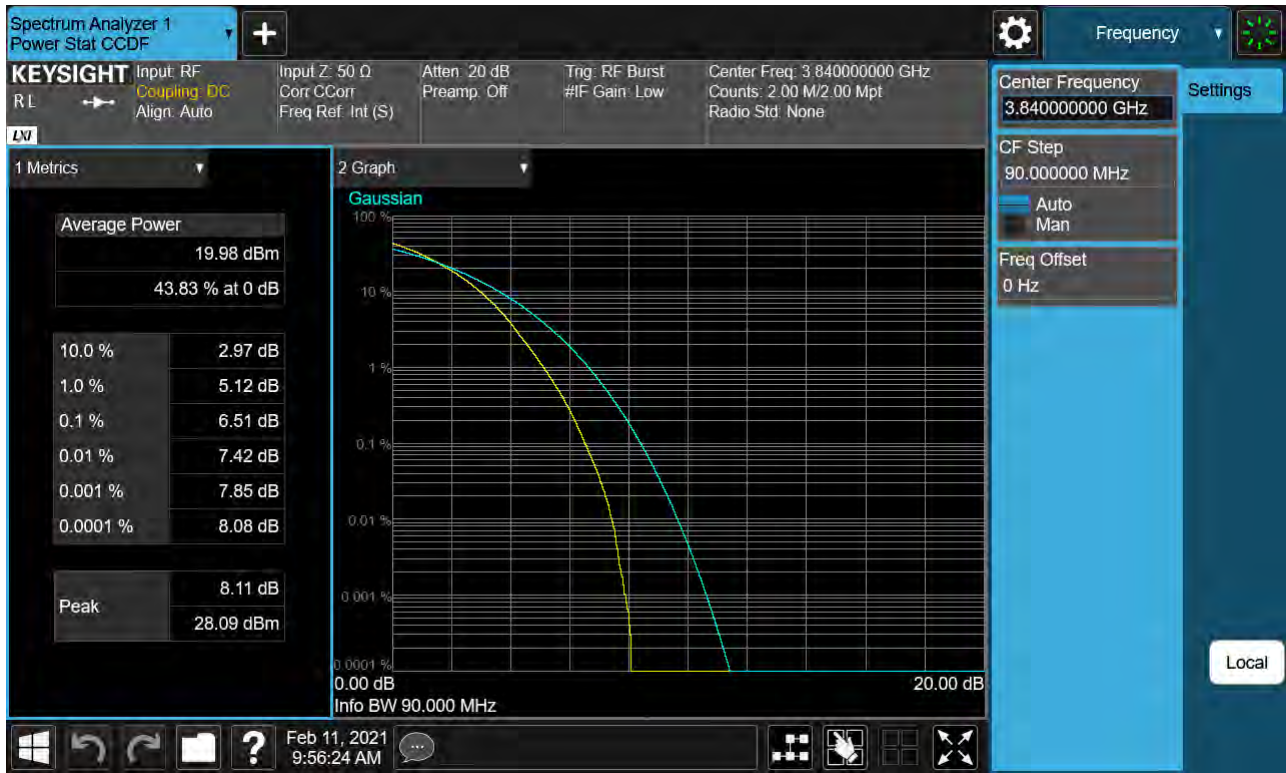 Spectrum Analyzer 1
Power Stat CCDF
+
Frequency
KEYSIGHT
RL
LXI
Input: RF
Coupling: DC
Align: Auto
Input Z: 50 Ω
Corr CCorr
Freq Ref: Int (S)
Atten: 20 dB
Preamp: Off
Trig: RF Burst
#IF Gain: Low
Center Freq: 3.840000000 GHz
Counts: 2.00 M/2.00 Mpt
Radio Std: None
1 Metrics
Average Power
19.98 dBm
43.83 % at 0 dB
10.0 % 2.97 dB
1.0 % 5.12 dB
0.1 % 6.51 dB
0.01 % 7.42 dB
0.001 % 7.85 dB
0.0001 % 8.08 dB
Peak
8.11 dB
28.09 dBm
2 Graph
Gaussian
100 %
10 %
1 %
0.1 %
0.01 %
0.001 %
0.0001 %
0.00 dB 20.00 dB
Info BW 90.000 MHz
Center Frequency
3.840000000 GHz
Settings
CF Step
90.000000 MHz
Auto
Man
Freq Offset
0 Hz
Local
?
Feb 11, 2021
9:56:24 AM